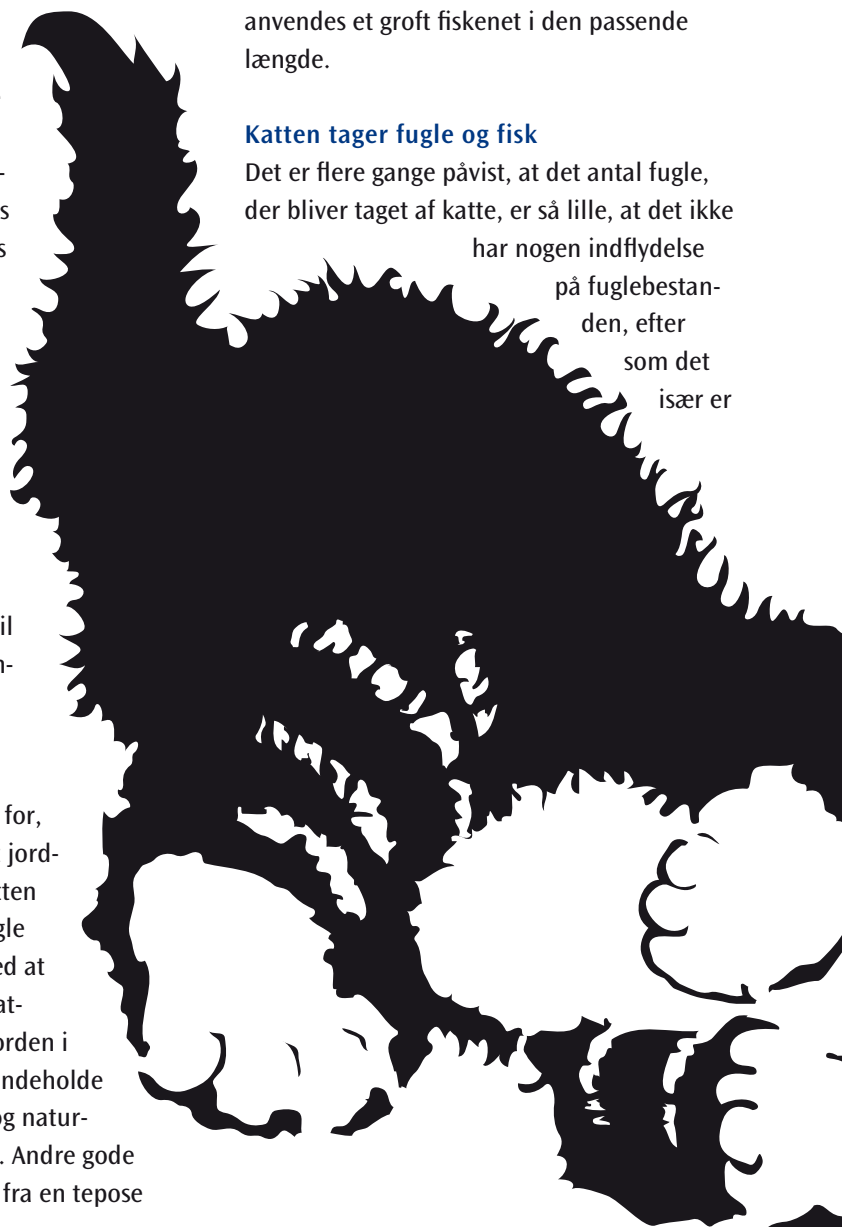 -
s
s
il
n-
for,
jord-
ten
gle
ed at
at-
orden i
ndeholde
og natur-
. Andre gode
fra en tepose
anvendes et groft fiskenet i den passende
længde.
Katten tager fugle og fisk
Det er flere gange påvist, at det antal fugle,
der bliver taget af katte, er så lille, at det ikke
har nogen indflydelse
på fuglebestan-
den, efter
som det
især er